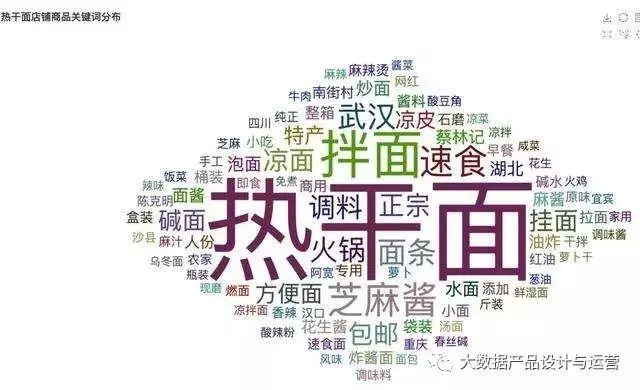 热干面店铺商品关键词分布
麻辣 麻辣烫 酱菜
牛肉 南街村 炒面 网红
四川 纯正 整箱 武汉 酱料 酸豆角
凉皮 石磨 凉菜
芝麻 小吃 特产 拌面 蔡林记 凉拌
手工 泡面 凉面 速食 早餐 咸菜
饭菜 桶装 即食 免煮 商用 湖北 花生
辣味 碱水 火鸡
陈克明 面酱 热干面 调料 正宗 麻酱 原味 宜宾
盒装 碱面 挂面 拉面 家用
沙县 麻汁 人份 火锅 面条 油炸 干拌 调味酱
乌冬面 农家 阿宽 专用 萝卜 红油 萝卜干
瓶装 方便面 芝麻酱 水面 添加 葱油
现磨 燃面 斤装 鲜湿面
凉拌面 香辣 汉口 袋装 小面
酸辣粉 花生酱 包邮 汤面
速食面 重庆 春丝碱
风味 炸酱面 面包
调味料
大数据产品设计与运营